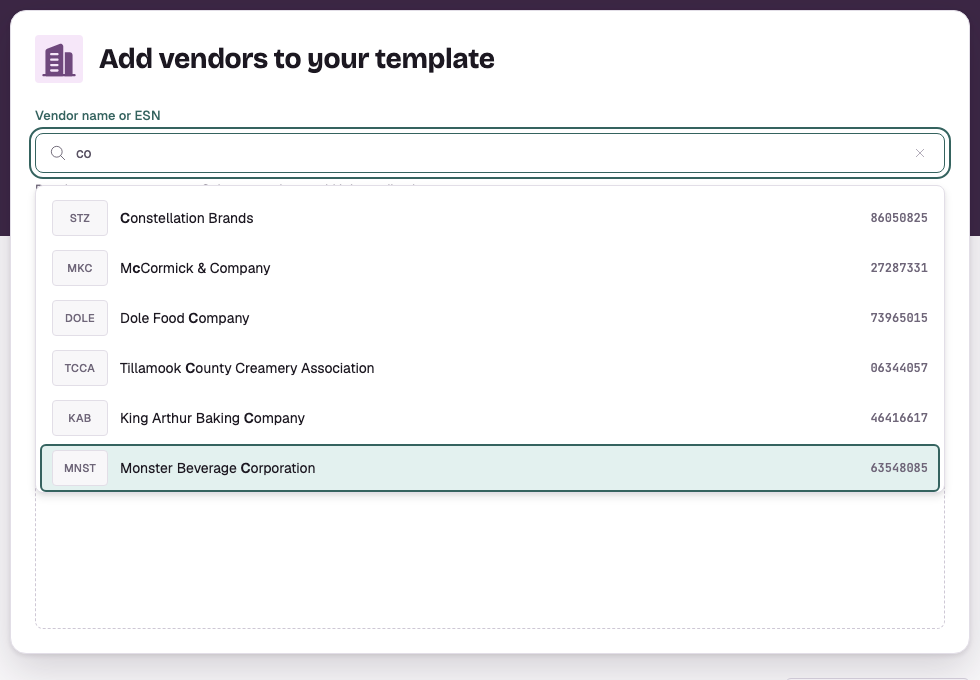 Add vendors to your template
Vendor name or ESN
co
STZ Constellation Brands 86050825
MKC McCormick & Company 27287331
DOLE Dole Food Company 73965015
TCCA Tillamook County Creamery Association 06344057
KAB King Arthur Baking Company 46416617
MNST Monster Beverage Corporation 63548085